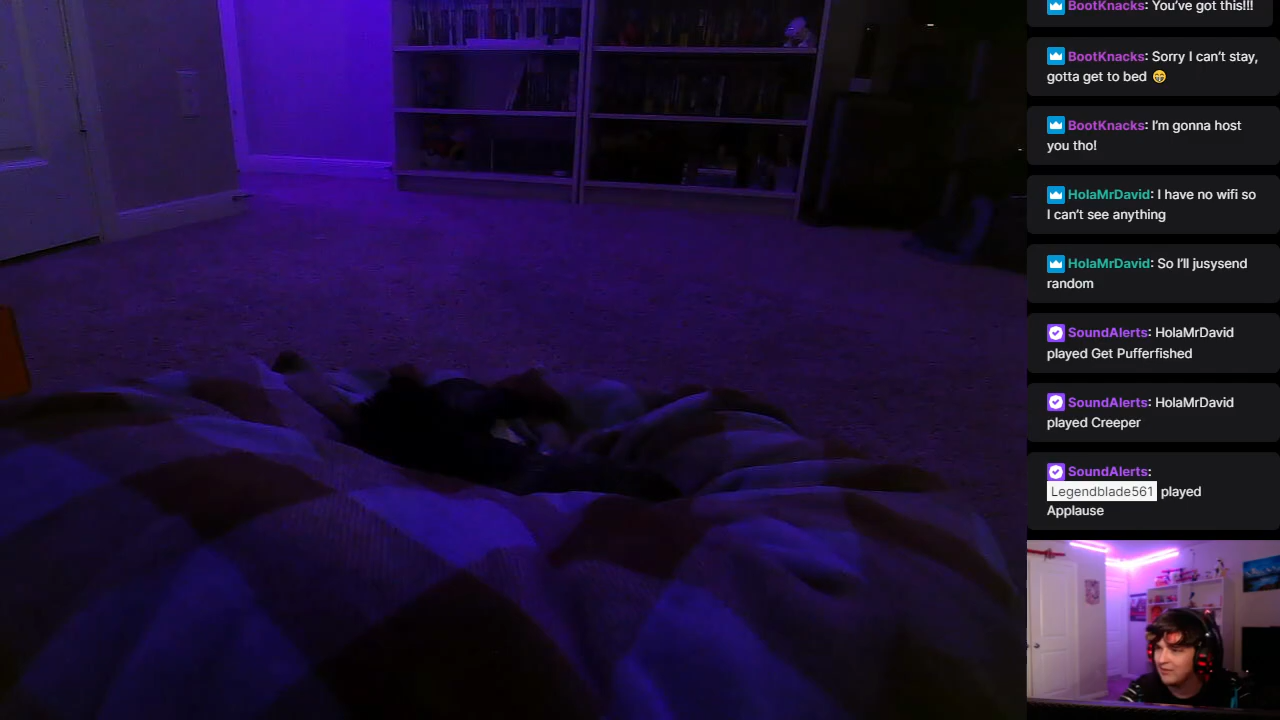 BootKnacks: You've got this!!!
BootKnacks: Sorry I can't stay,
gotta get to bed 😁
BootKnacks: I'm gonna host
you tho!
HolaMrDavid: I have no wifi so
I can't see anything
HolaMrDavid: So I'll jusysend
random
SoundAlerts: HolaMrDavid
played Get Pufferfished
SoundAlerts: HolaMrDavid
played Creeper
SoundAlerts:
Legendblade561 played
Applause